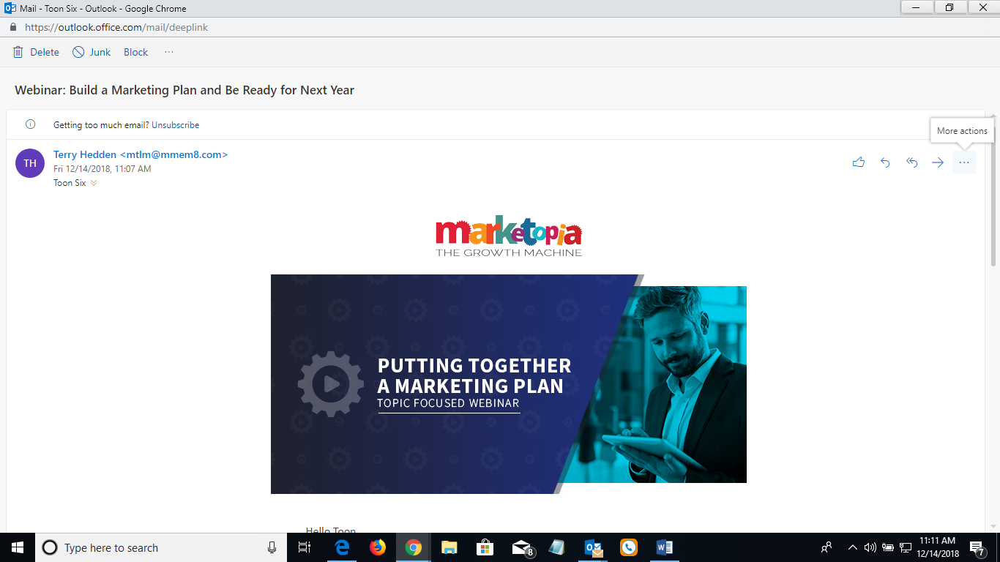 Mail - Toon Six - Outlook - Google Chrome
https://outlook.office.com/mail/deeplink
Delete Junk Block ...
Webinar: Build a Marketing Plan and Be Ready for Next Year
Getting too much email? Unsubscribe
More actions
TH
Terry Hedden <mtlm@mmem8.com>
Fri 12/14/2018, 11:07 AM
Toon Six
marketopia
THE GROWTH MACHINE
PUTTING TOGETHER
A MARKETING PLAN
TOPIC FOCUSED WEBINAR
Hello Toon
Type here to search
8
11:11 AM
12/14/2018
7